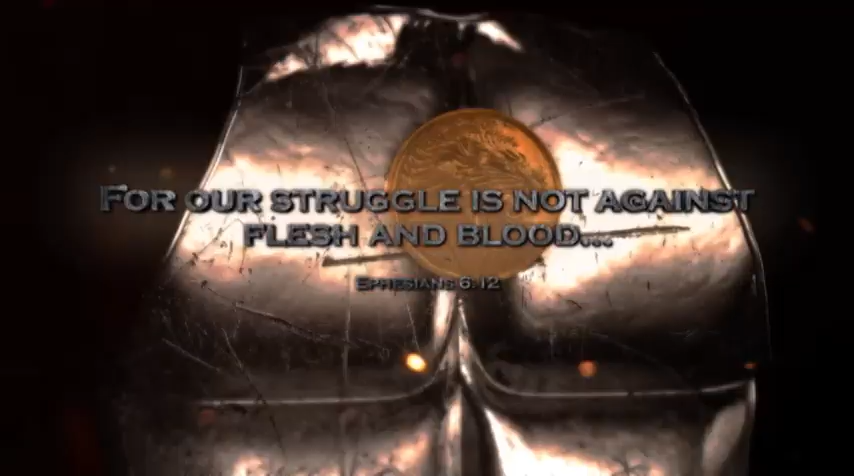 FOR OUR STRUGGLE IS NOT AGAINST
FLESH AND BLOOD...
EPHESIANS 6:12